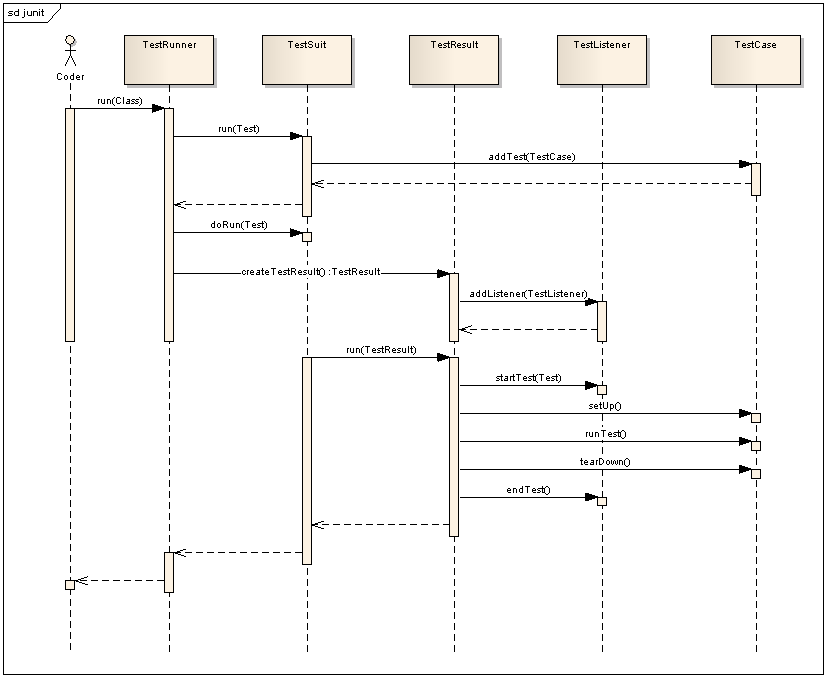 sd junit
TestRunner
TestSuit
TestResult
TestListener
TestCase
Coder
run(Class)
run(Test)
addTest(TestCase)
doRun(Test)
createTestResult() :TestResult
addListener(TestListener)
run(TestResult)
startTest(Test)
setUp()
runTest()
tearDown()
endTest()